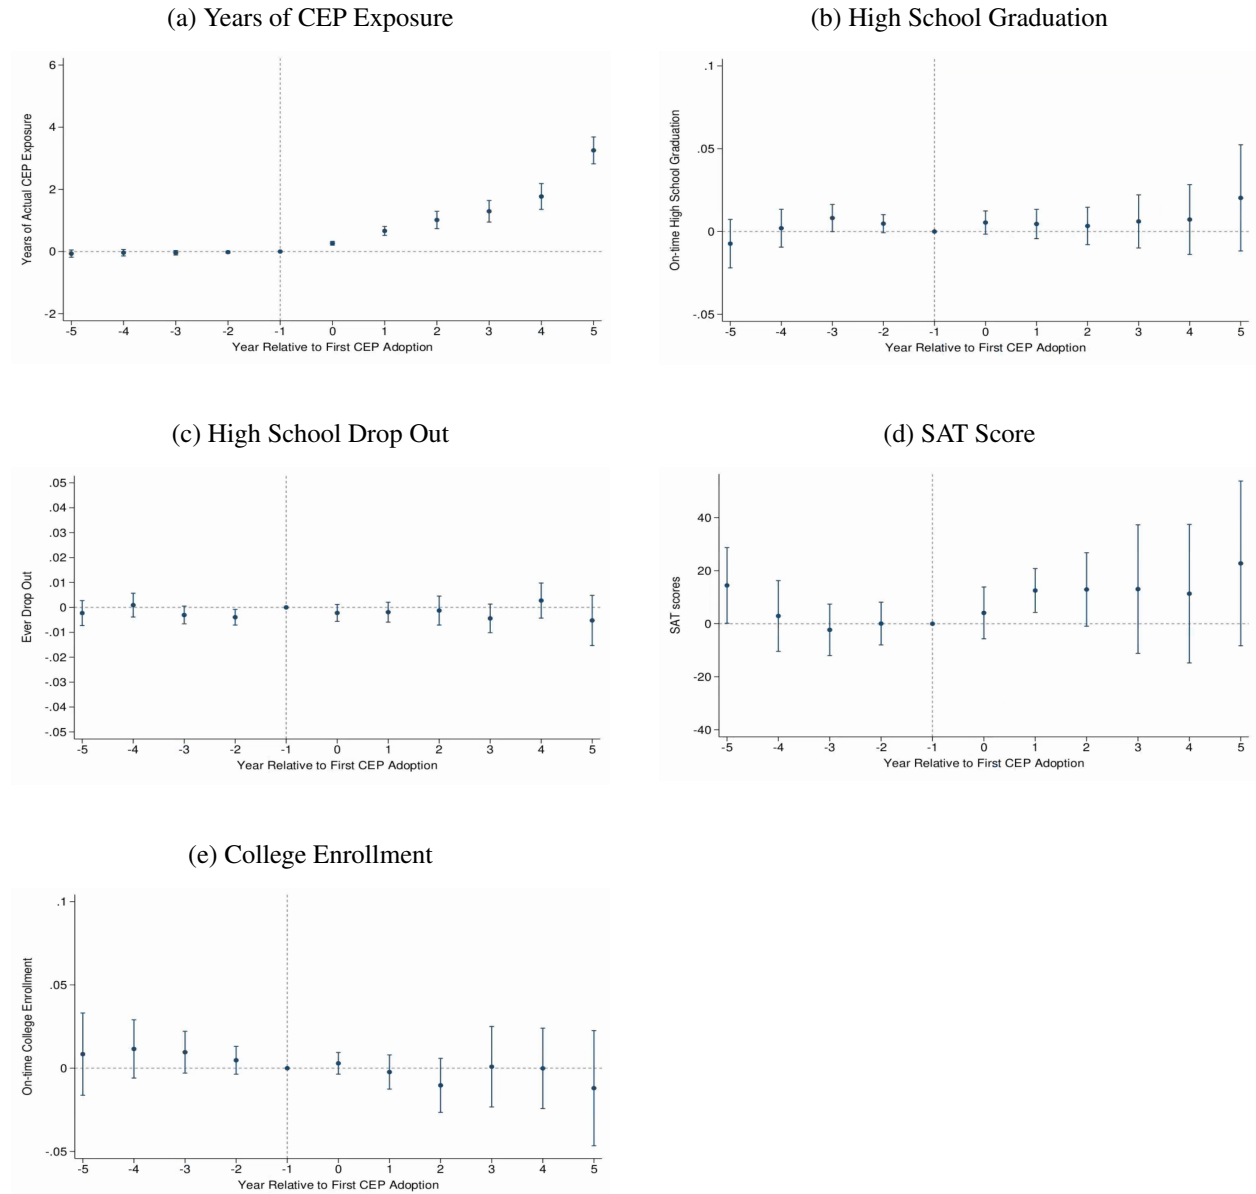 (a) Years of CEP Exposure
6
4
2
0
-2
Years of Actual CEP Exposure
-5 -4 -3 -2 -1 0 1 2 3 4 5
Year Relative to First CEP Adoption
(b) High School Graduation
.1
.05
0
-.05
On-time High School Graduation
-5 -4 -3 -2 -1 0 1 2 3 4 5
Year Relative to First CEP Adoption
(c) High School Drop Out
.05
.04
.03
.02
.01
0
-.01
-.02
-.03
-.04
-.05
Ever Drop Out
-5 -4 -3 -2 -1 0 1 2 3 4 5
Year Relative to First CEP Adoption
(d) SAT Score
40
20
0
-20
-40
SAT scores
-5 -4 -3 -2 -1 0 1 2 3 4 5
Year Relative to First CEP Adoption
(e) College Enrollment
.1
.05
0
-.05
On-time College Enrollment
-5 -4 -3 -2 -1 0 1 2 3 4 5
Year Relative to First CEP Adoption